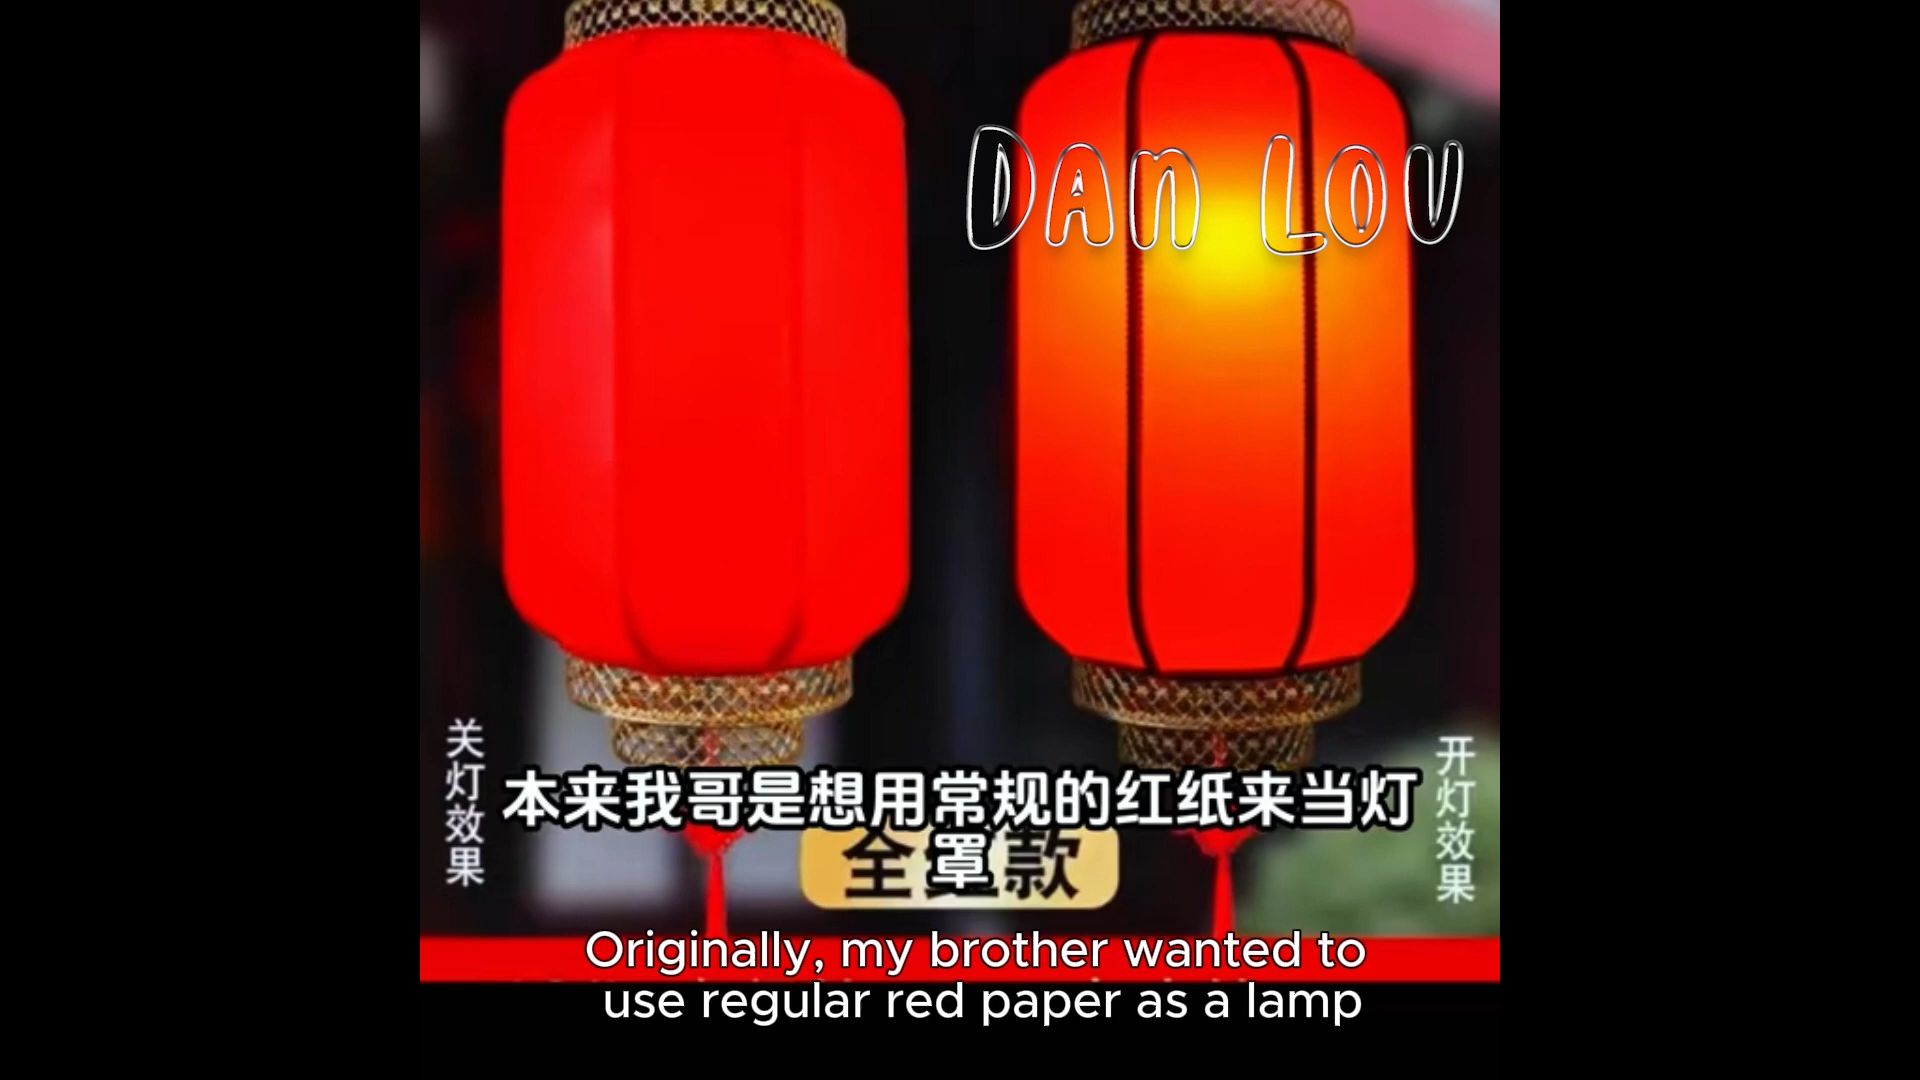 Dan Lov
关灯效果
开灯效果
本来我哥是想用常规的红纸来当灯
罩
全 款
Originally, my brother wanted to
use regular red paper as a lamp